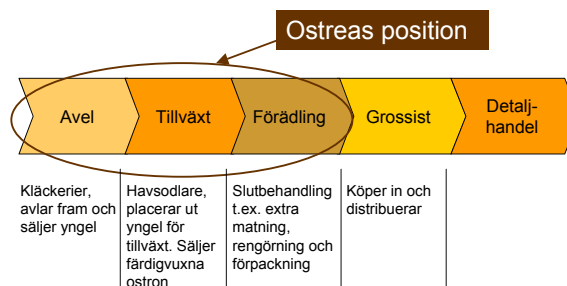 Ostreas position
Avel
Tillväxt
Förädling
Grossist
Detalj-
handel
Kläckerier,
avlar fram och
säljer yngel
Havsodlare,
placerar ut
yngel för
tillväxt. Säljer
färdigvuxna
ostron
Slutbehandling
t.ex. extra
matning,
rengörning och
förpackning
Köper in och
distribuerar